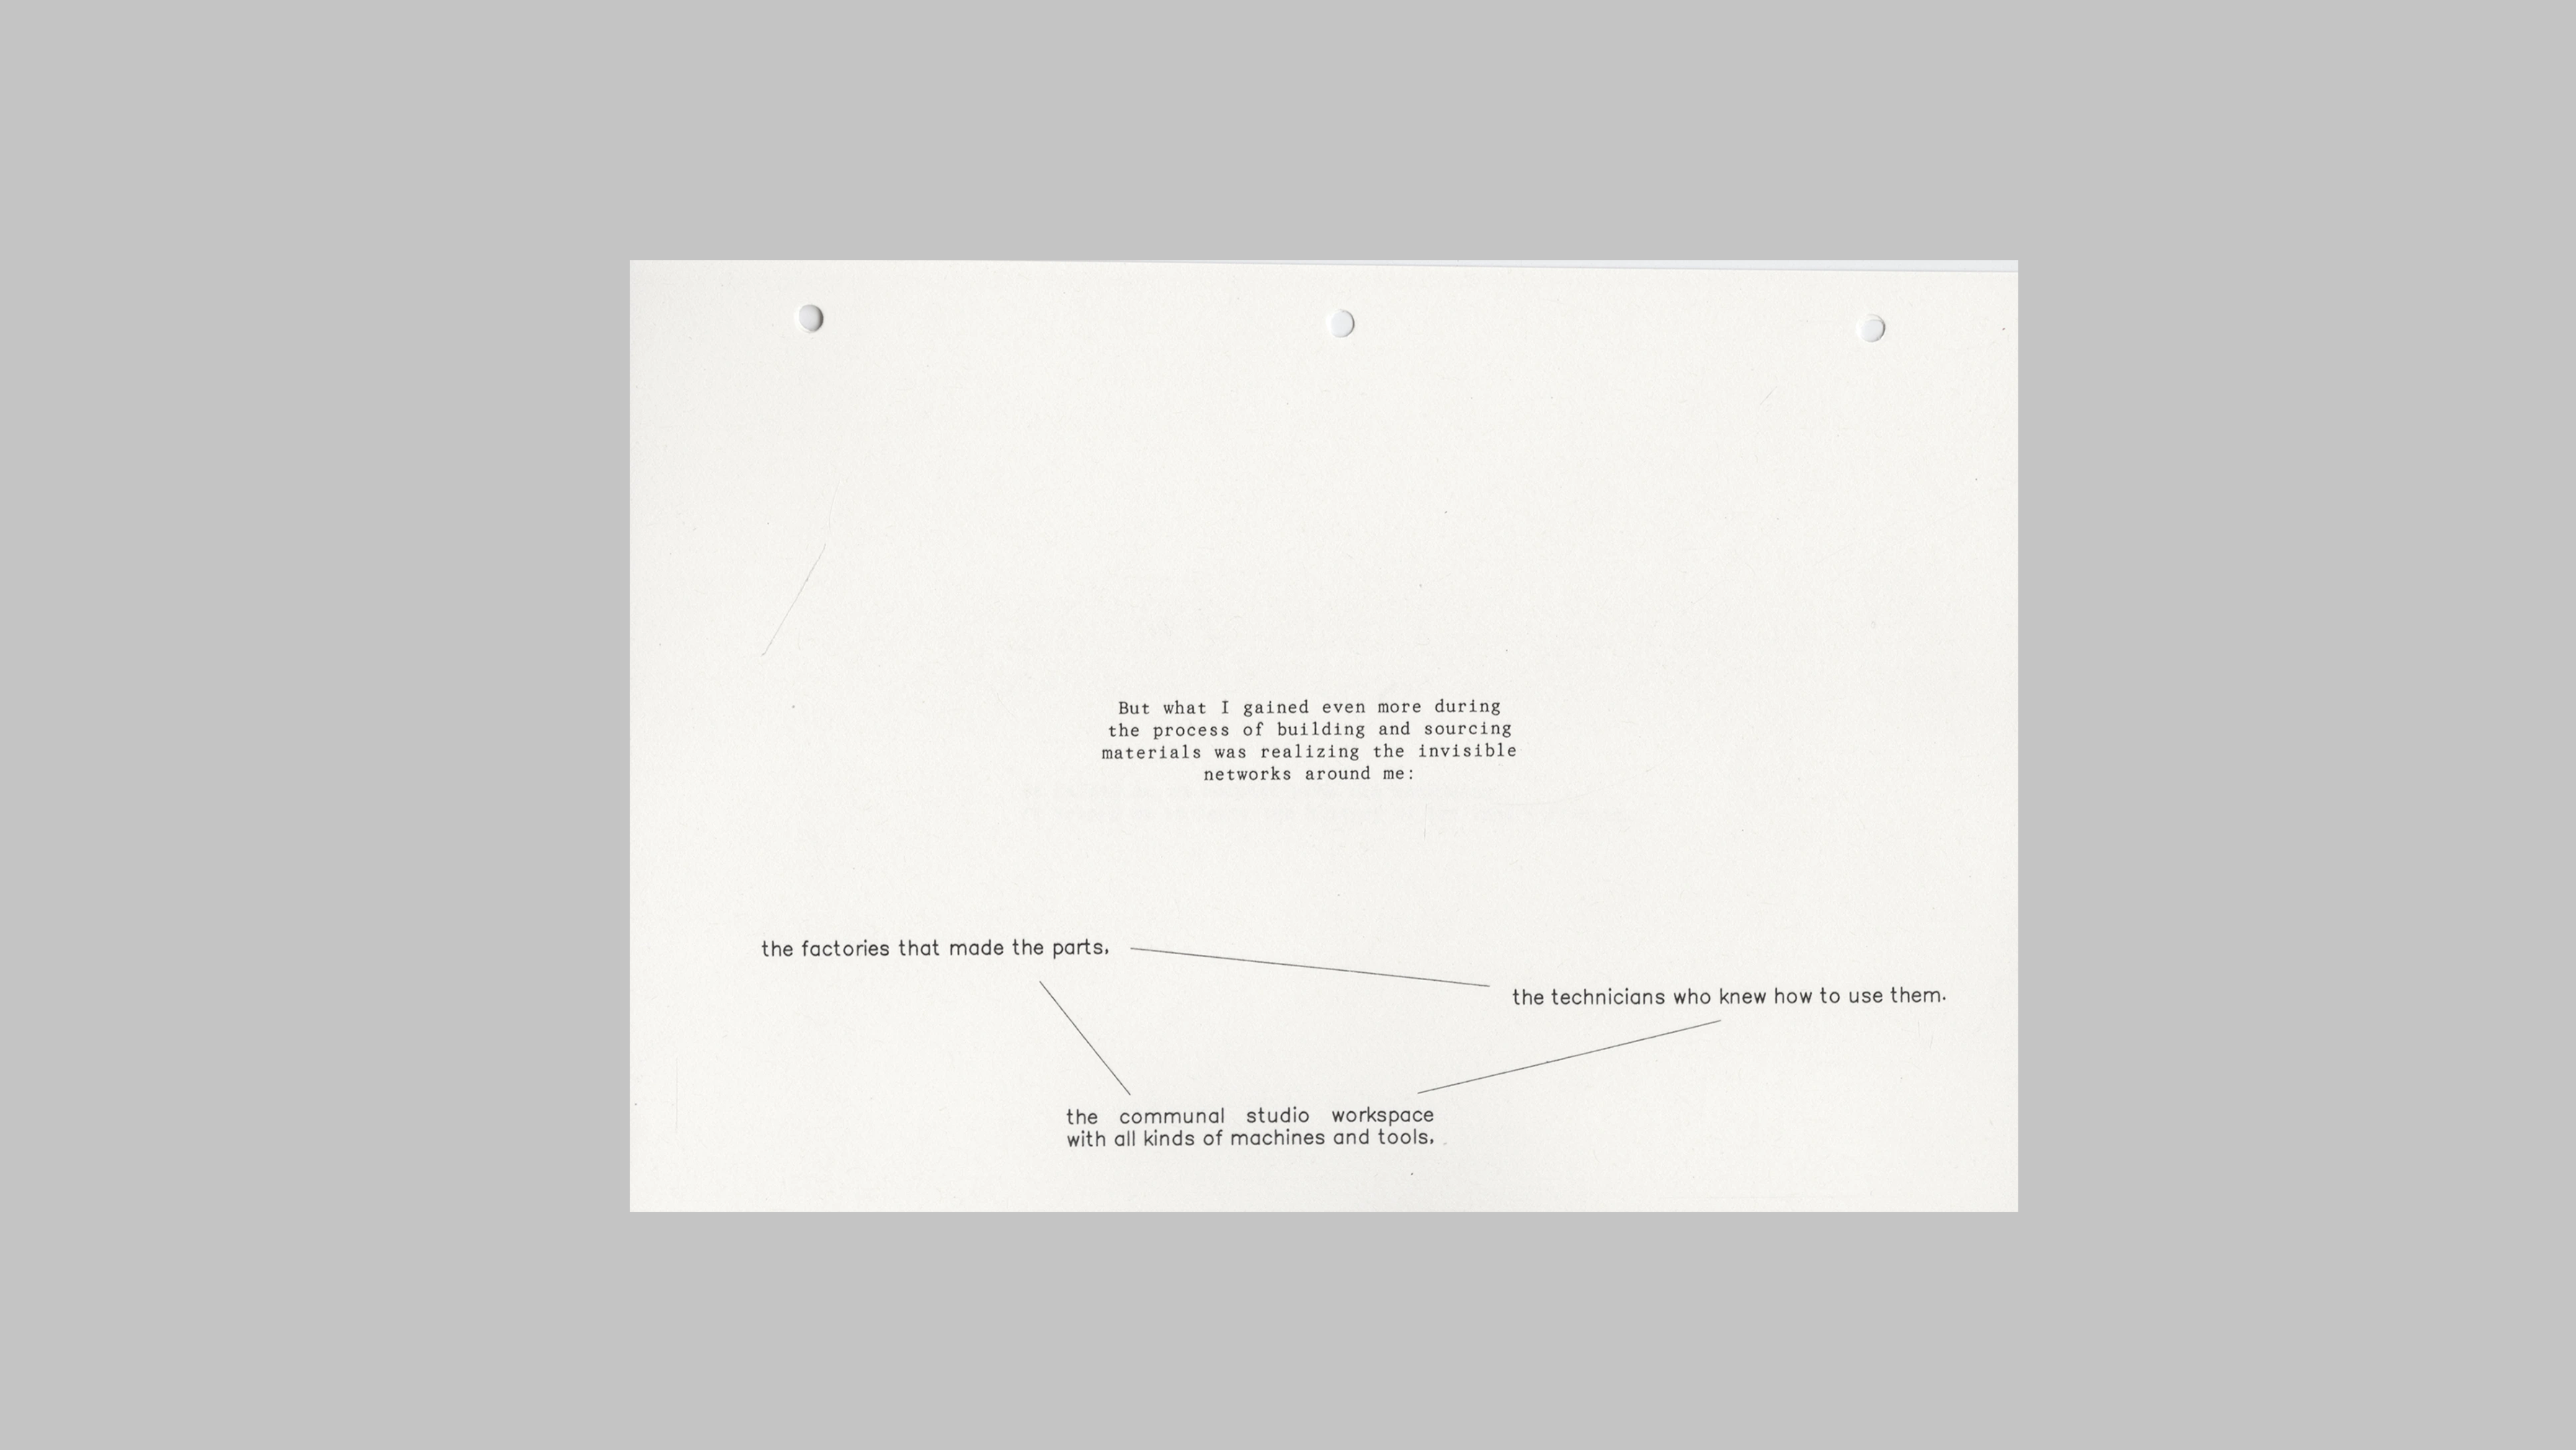 But what I gained even more during
the process of building and sourcing
materials was realizing the invisible
networks around me:
the factories that made the parts,
the technicians who knew how to use them.
the communal studio workspace
with all kinds of machines and tools,